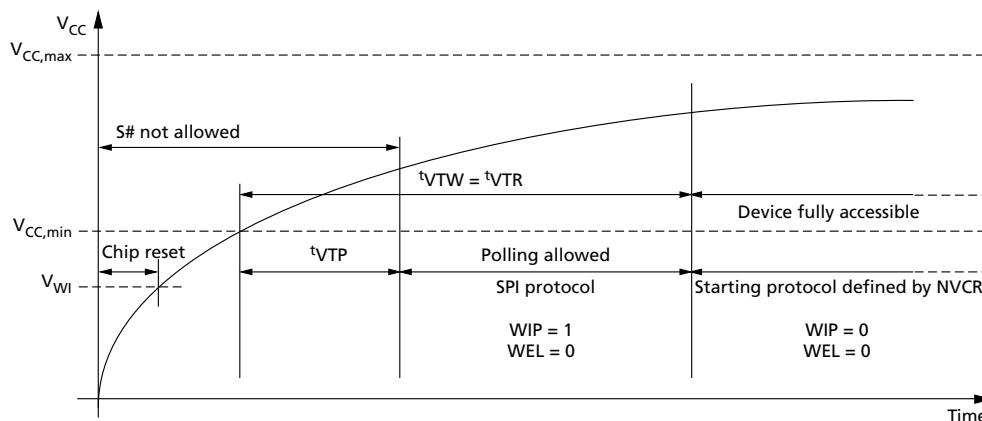 VCC
VCC,max
S# not allowed
tVTW = tVTR
Device fully accessible
VCC,min
Chip reset
tVTP
Polling allowed
VWI
SPI protocol
Starting protocol defined by NVCR
WIP = 1
WEL = 0
WIP = 0
WEL = 0
Time